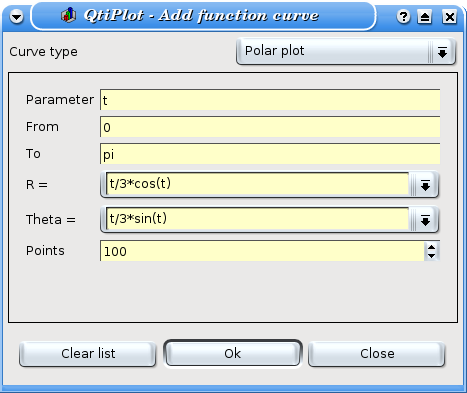 QtiPlot - Add function curve
Curve type Polar plot
Parameter t
From 0
To pi
R = t/3*cos(t)
Theta = t/3*sin(t)
Points 100
Clear list Ok Close